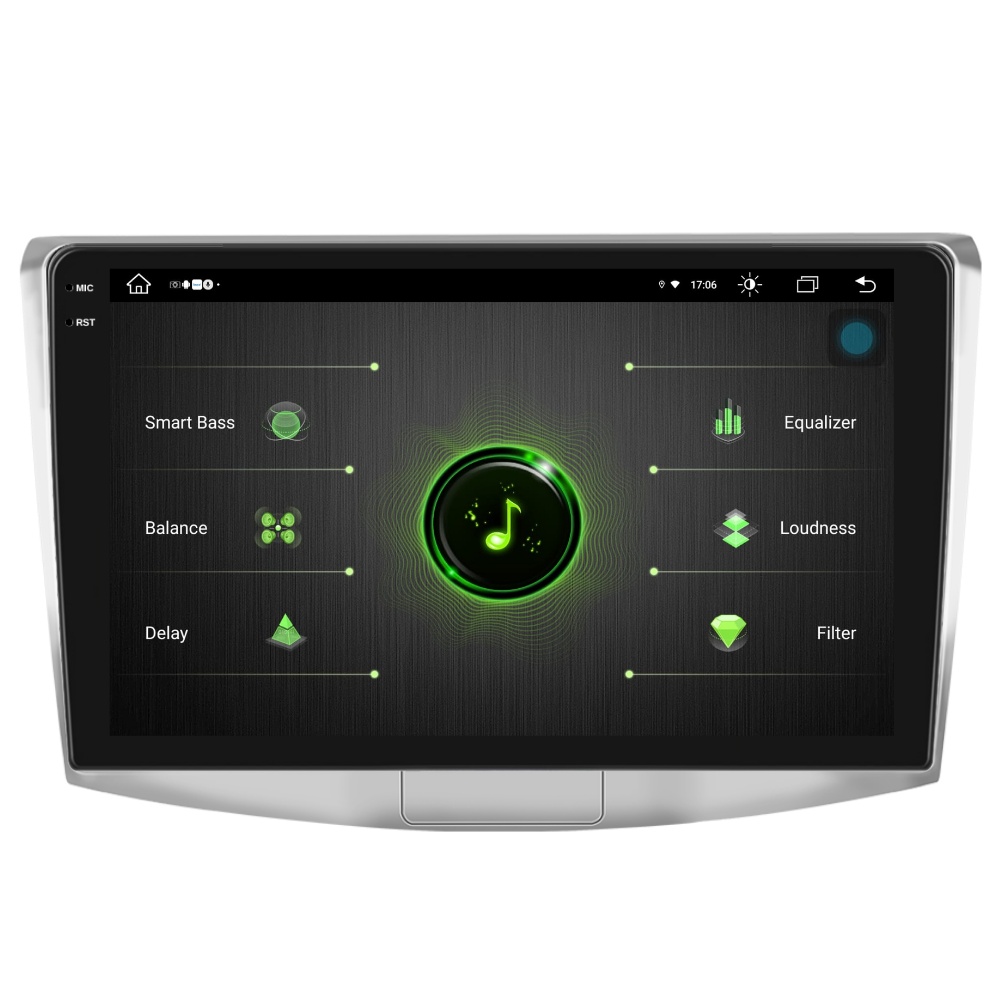 MIC
17:06
RST
Smart Bass
Equalizer
Balance
Loudness
Delay
Filter